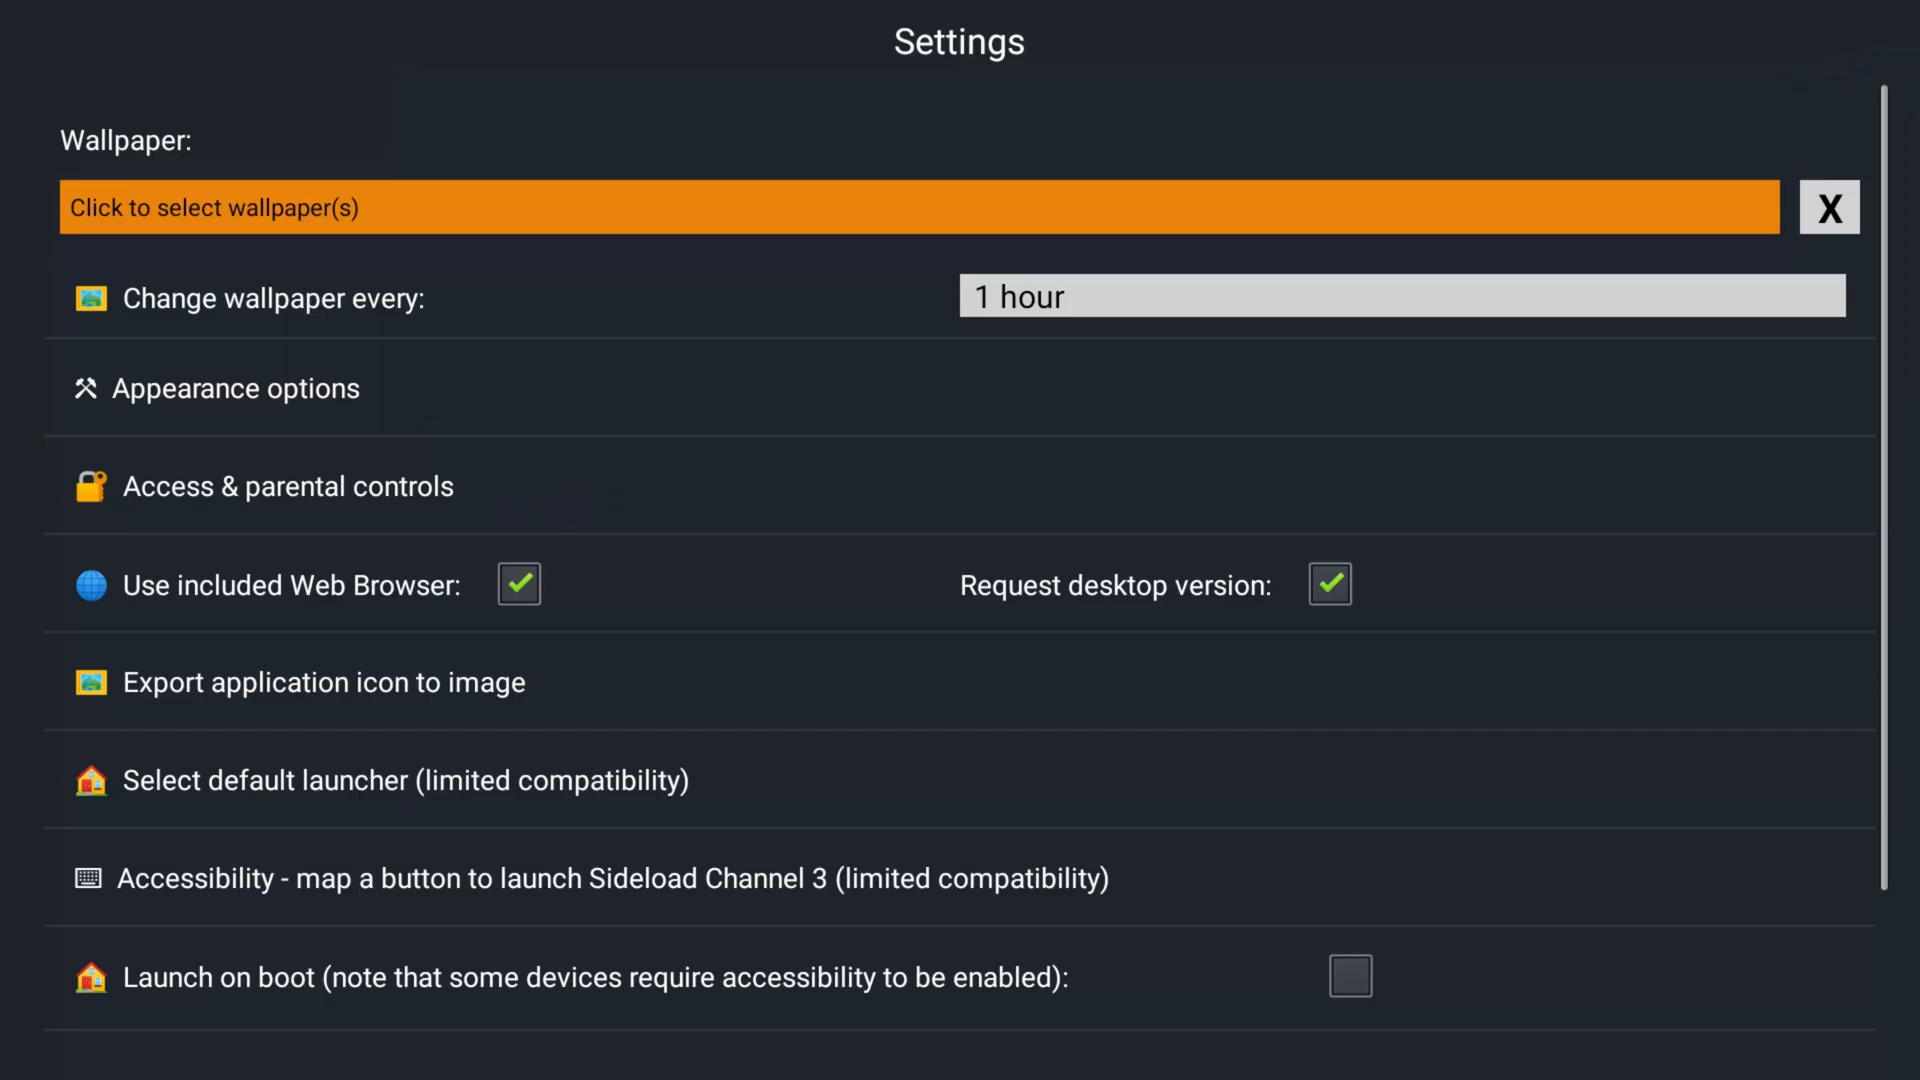 Settings
Wallpaper:
Click to select wallpaper(s)
X
Change wallpaper every:
1 hour
Appearance options
Access & parental controls
Use included Web Browser:
Request desktop version:
Export application icon to image
Select default launcher (limited compatibility)
Accessibility - map a button to launch Sideload Channel 3 (limited compatibility)
Launch on boot (note that some devices require accessibility to be enabled):